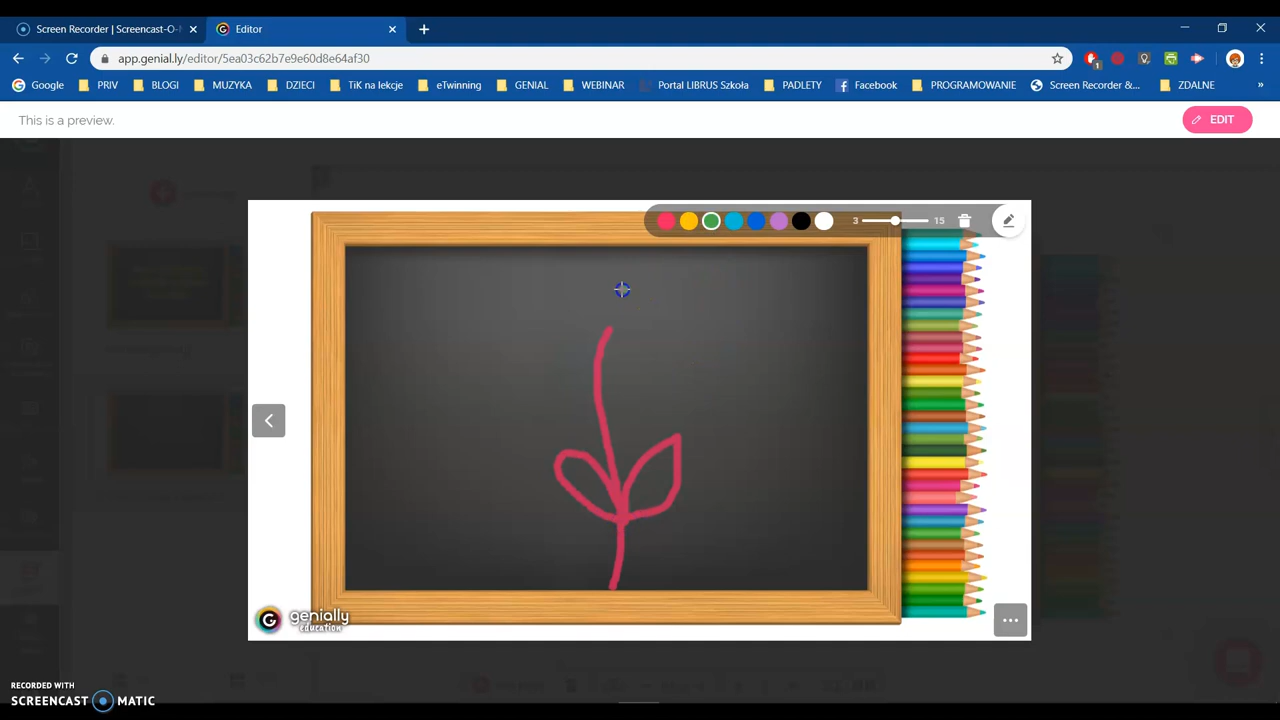 Screen Recorder | Screencast-O-
Editor
app.genial.ly/editor/5ea03c62b7e9e60d8e64af30
1
Google PRIV BLOGI MUZYKA DZIECI TiK na lekcje eTwinning GENIAL WEBINAR Portal LIBRUS Szkoła PADLETY Facebook PROGRAMOWANIE Screen Recorder &... ZDALNE »
This is a preview.
EDIT
3 15
genially
education
RECORDED WITH
SCREENCAST MATIC